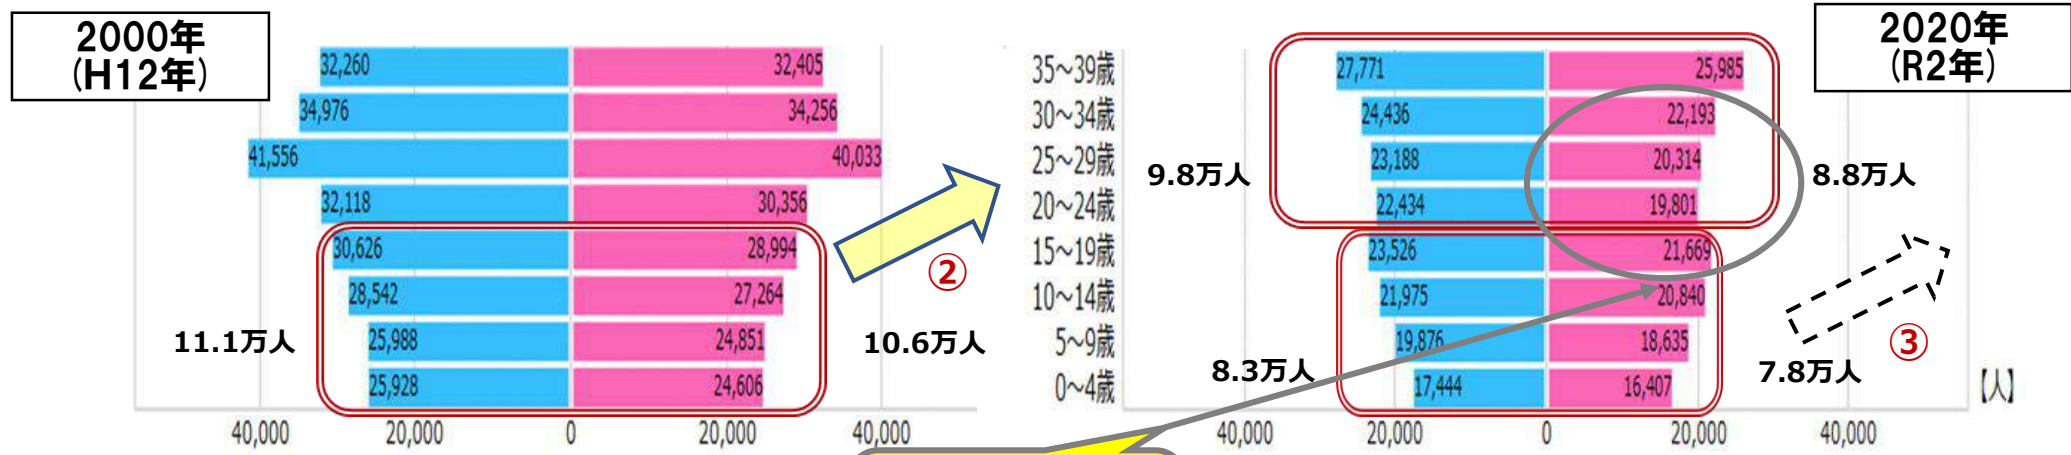 2000年
(H12年)
2020年
(R2年)
32,260 32,405 35～39歳 27,771 25,985
34,976 34,256 30～34歳 24,436 22,193
41,556 40,033 25～29歳 23,188 20,314
9.8万人 8.8万人
32,118 30,356 20～24歳 22,434 19,801
30,626 28,994 15～19歳 23,526 21,669
②
28,542 27,264 10～14歳 21,975 20,840
11.1万人 10.6万人
25,988 24,851 5～9歳 19,876 18,635
③
8.3万人 7.8万人
25,928 24,606 0～4歳 17,444 16,407 【人】
40,000 20,000 0 20,000 40,000 40,000 20,000 0 20,000 40,000